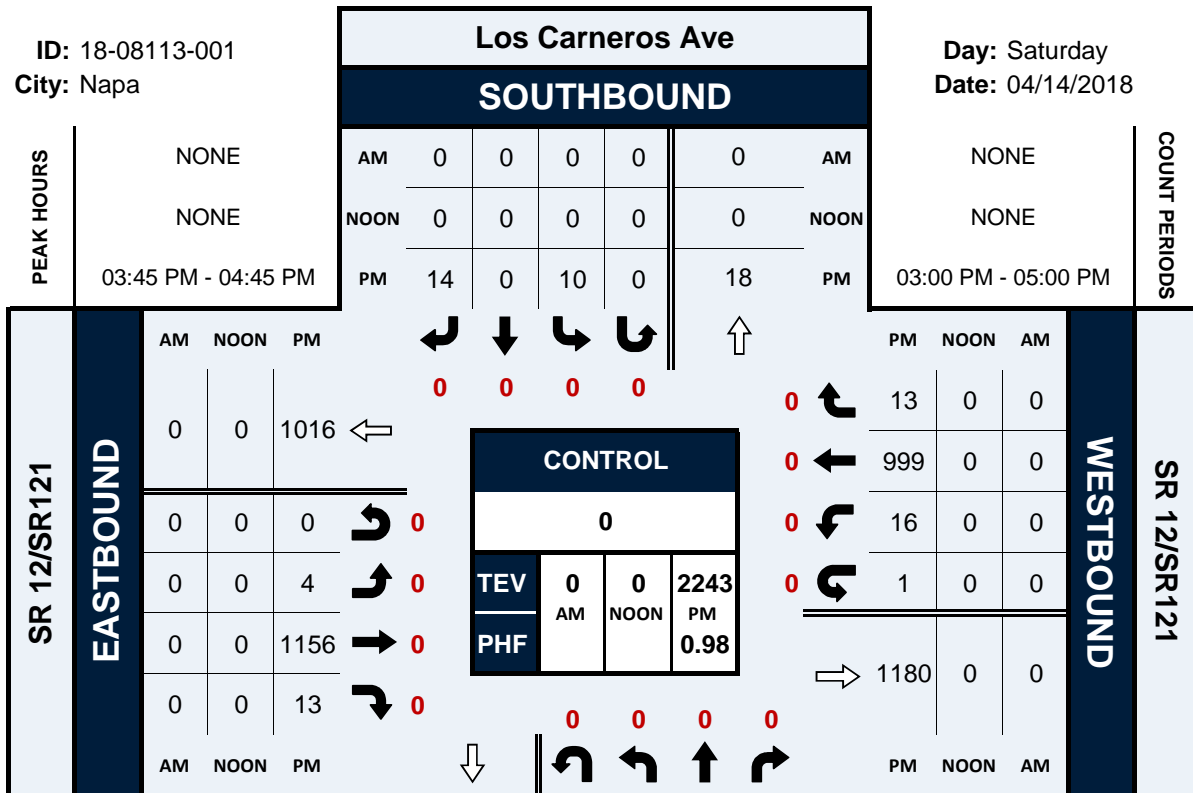 ID: 18-08113-001
City: Napa
Los Carneros Ave
SOUTHBOUND
Day: Saturday
Date: 04/14/2018
PEAK HOURS
NONE
NONE
03:45 PM - 04:45 PM
AM 0 0 0 0 0 AM
NOON 0 0 0 0 0 NOON
PM 14 0 10 0 18 PM
NONE
NONE
03:00 PM - 05:00 PM
COUNT PERIODS
SR 12/SR121
EASTBOUND
AM NOON PM
0 0 1016
0 0 0 0
0 0 4 0
0 0 1156 0
0 0 13 0
AM NOON PM
0 0 0 0
CONTROL
0
TEV 0 0 2243
AM NOON PM
PHF 0.98
0 0 0 0
PM NOON AM
0 13 0 0
0 999 0 0
0 16 0 0
0 1 0 0
1180 0 0
PM NOON AM
WESTBOUND
SR 12/SR121